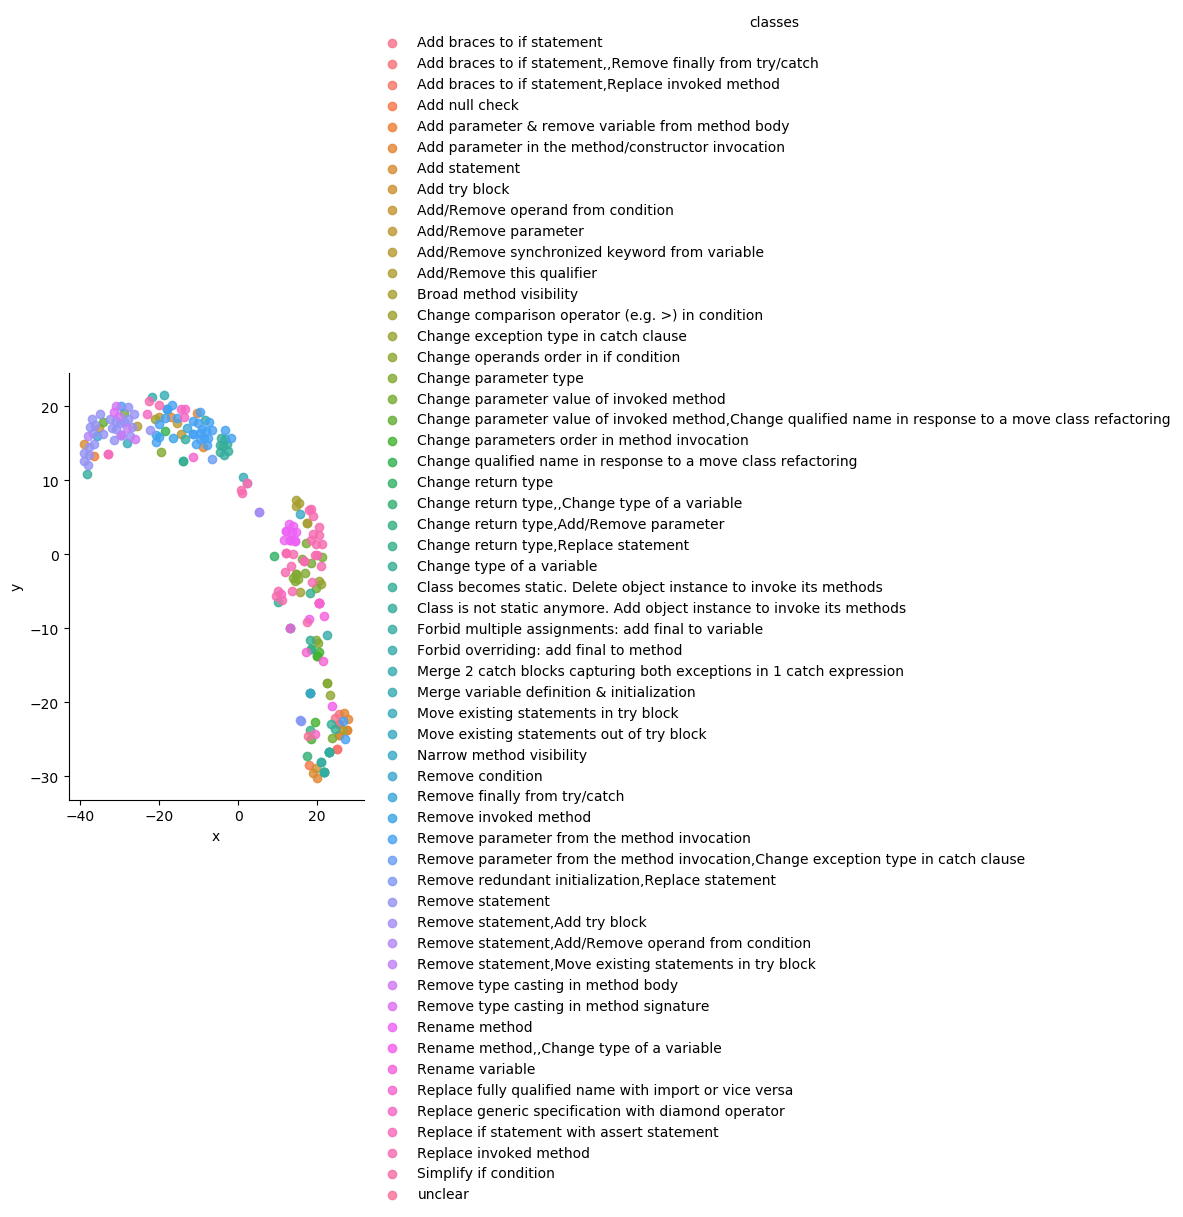 classes
Add braces to if statement
Add braces to if statement,,Remove finally from try/catch
Add braces to if statement,Replace invoked method
Add null check
Add parameter & remove variable from method body
Add parameter in the method/constructor invocation
Add statement
Add try block
Add/Remove operand from condition
Add/Remove parameter
Add/Remove synchronized keyword from variable
Add/Remove this qualifier
Broad method visibility
Change comparison operator (e.g. >) in condition
Change exception type in catch clause
Change operands order in if condition
Change parameter type
Change parameter value of invoked method
Change parameter value of invoked method,Change qualified name in response to a move class refactoring
Change parameters order in method invocation
Change qualified name in response to a move class refactoring
Change return type
Change return type,,Change type of a variable
Change return type,Add/Remove parameter
Change return type,Replace statement
Change type of a variable
Class becomes static. Delete object instance to invoke its methods
Class is not static anymore. Add object instance to invoke its methods
Forbid multiple assignments: add final to variable
Forbid overriding: add final to method
Merge 2 catch blocks capturing both exceptions in 1 catch expression
Merge variable definition & initialization
Move existing statements in try block
Move existing statements out of try block
Narrow method visibility
Remove condition
Remove finally from try/catch
Remove invoked method
Remove parameter from the method invocation
Remove parameter from the method invocation,Change exception type in catch clause
Remove redundant initialization,Replace statement
Remove statement
Remove statement,Add try block
Remove statement,Add/Remove operand from condition
Remove statement,Move existing statements in try block
Remove type casting in method body
Remove type casting in method signature
Rename method
Rename method,,Change type of a variable
Rename variable
Replace fully qualified name with import or vice versa
Replace generic specification with diamond operator
Replace if statement with assert statement
Replace invoked method
Simplify if condition
unclear
20
10
0
−10
−20
−30
y
−40 −20 0 20
x